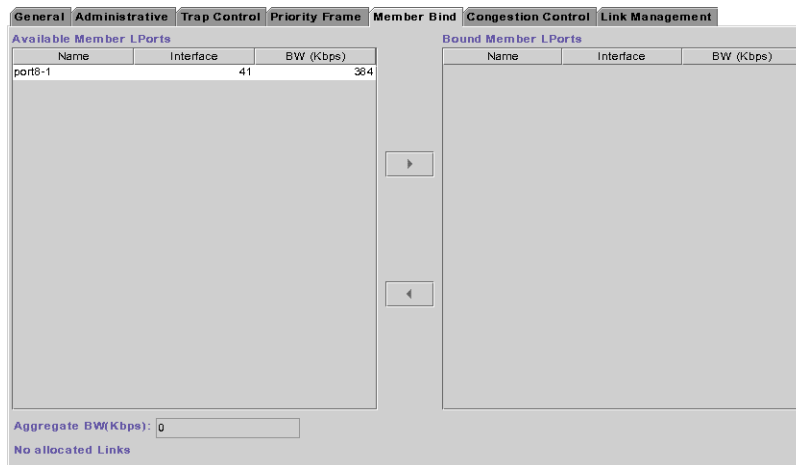 General Administrative Trap Control Priority Frame Member Bind Congestion Control Link Management
Available Member LPorts
Name Interface BW (Kbps)
port8-1 41 384
Bound Member LPorts
Name Interface BW (Kbps)
Aggregate BW(Kbps): 0
No allocated Links